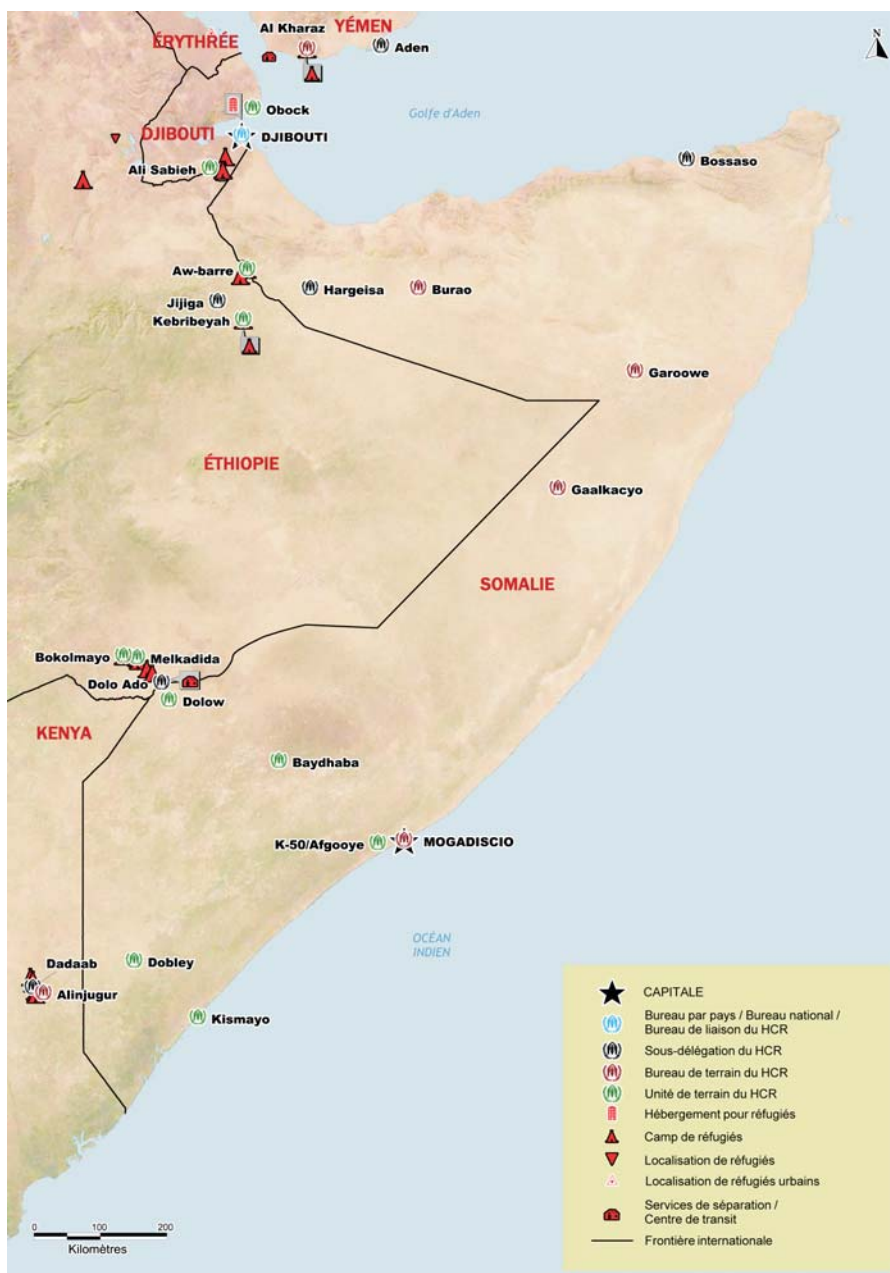 YÉMEN
Al Kharaz
ÉRYTHRÉE
Aden
N
Obock
Golfe d'Aden
DJIBOUTI
DJIBOUTI
Ali Sabieh
Bossaso
Aw-barre
Hargeisa
Burao
Jijiga
Kebribeyah
Garoowe
ÉTHIOPIE
Gaalkacyo
SOMALIE
Bokolmayo
Melkadida
Dolo Ado
Dolow
KENYA
Baydhaba
K-50/Afgooye
MOGADISCIO
OCÉAN
INDIEN
Dadaab
Dobley
Alinjugur
Kismayo
CAPITALE
Bureau par pays / Bureau national /
Bureau de liaison du HCR
Sous-délégation du HCR
Bureau de terrain du HCR
Unité de terrain du HCR
Hébergement pour réfugiés
Camp de réfugiés
Localisation de réfugiés
Localisation de réfugiés urbains
Services de séparation /
Centre de transit
Frontière internationale
0 100 200
Kilomètres